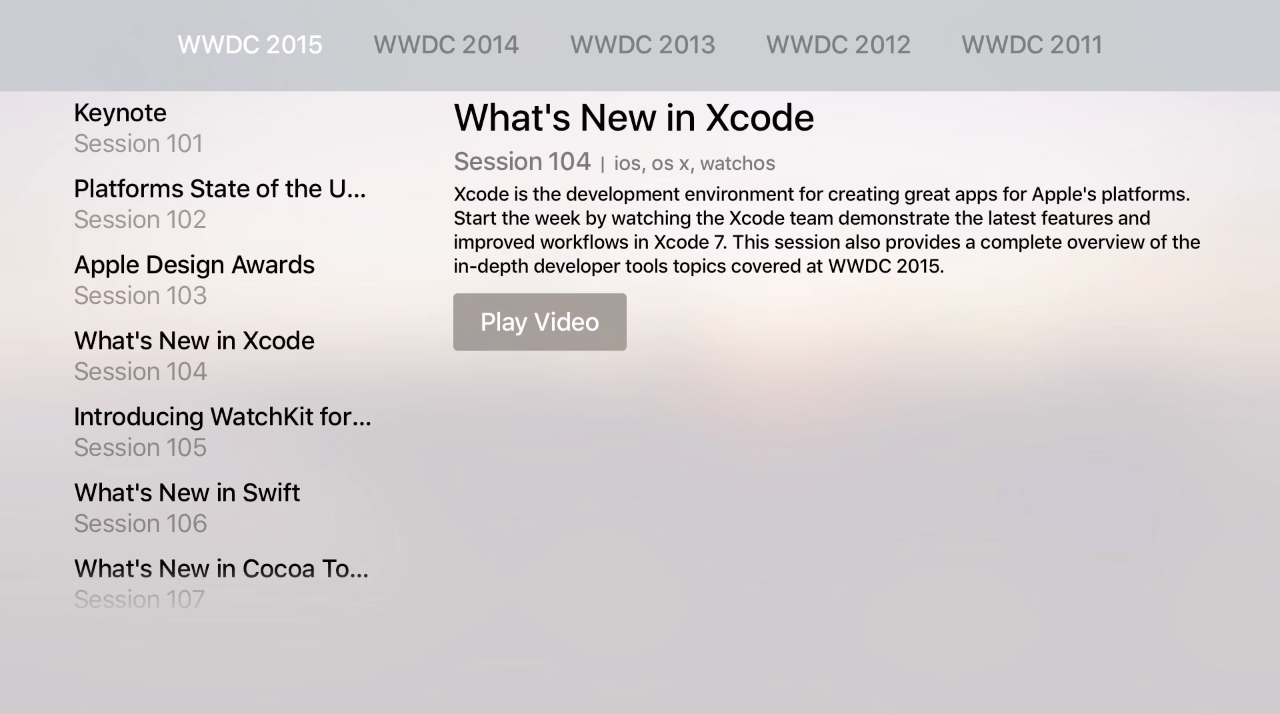 WWDC 2015 WWDC 2014 WWDC 2013 WWDC 2012 WWDC 2011
Keynote
Session 101
Platforms State of the U...
Session 102
Apple Design Awards
Session 103
What's New in Xcode
Session 104
Introducing WatchKit for...
Session 105
What's New in Swift
Session 106
What's New in Cocoa To...
Session 107
What's New in Xcode
Session 104 | ios, os x, watchos
Xcode is the development environment for creating great apps for Apple's platforms.
Start the week by watching the Xcode team demonstrate the latest features and
improved workflows in Xcode 7. This session also provides a complete overview of the
in-depth developer tools topics covered at WWDC 2015.
Play Video